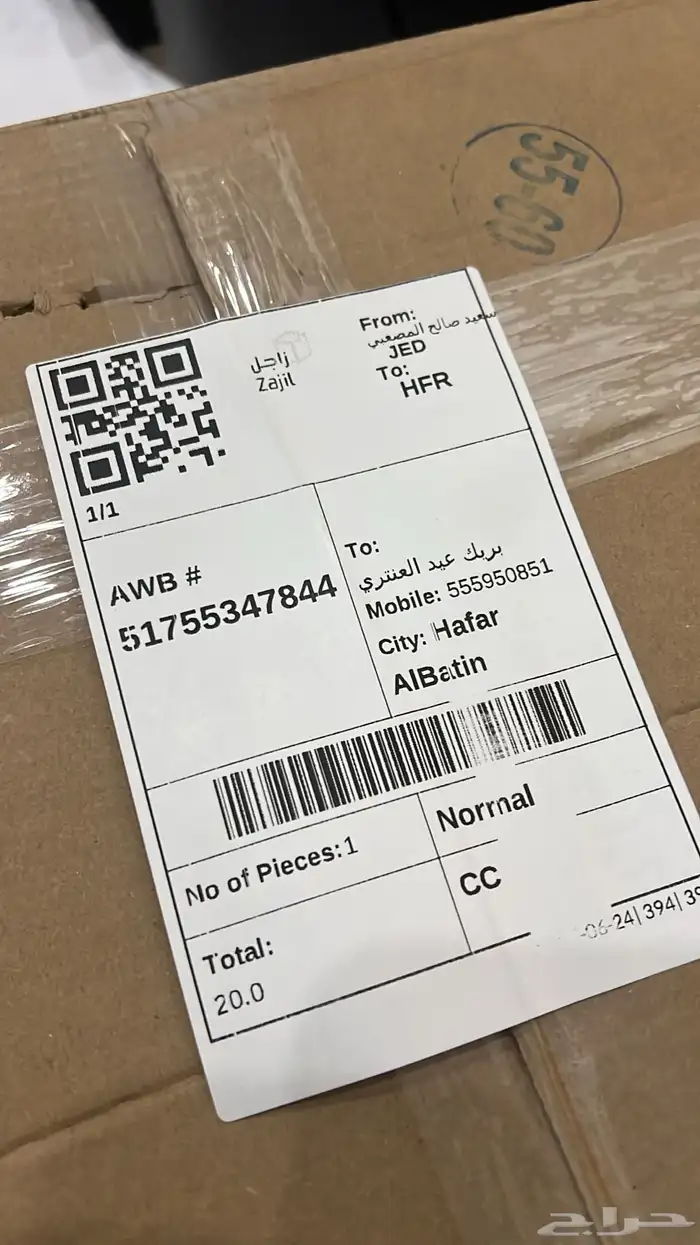 55-60
زاجل
Zajil
From:
سعيد صالح المصعبي
JED
To:
HFR
1/1
AWB #
51755347844
To:
بريك عبد العنتري
Mobile: 555950851
City: Hafar
AlBatin
No of Pieces:1
Normal
CC
Total:
20.0
-06-24|394|39
حراج